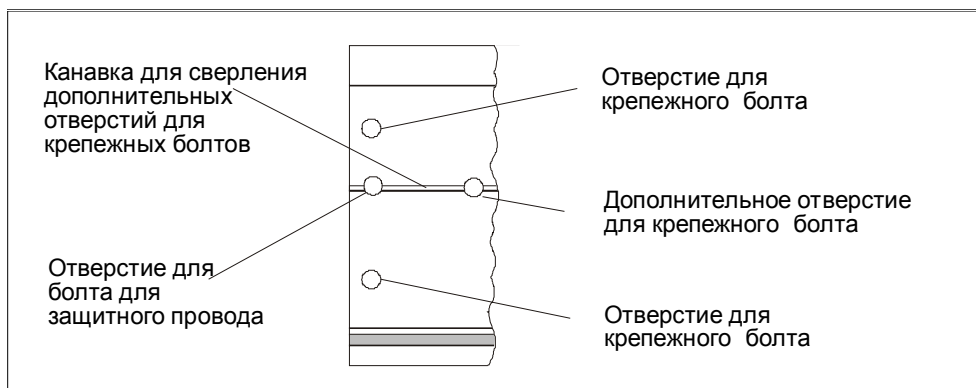 Канавка для сверления
дополнительных
отверстий для
крепежных болтов
Отверстие для
болта для
защитного провода
Отверстие для
крепежного болта
Дополнительное отверстие
для крепежного болта
Отверстие для
крепежного болта